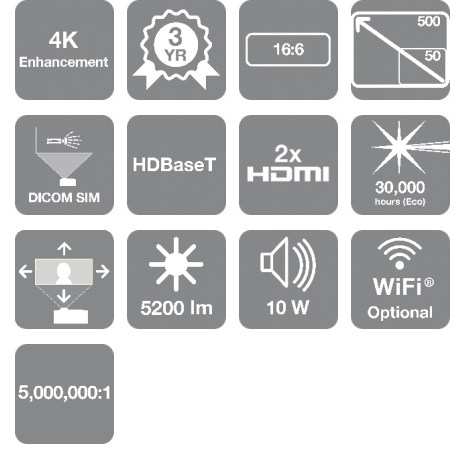 4K
Enhancement
3
YR
16:6
500
50
DICOM SIM
HDBaseT
2x
HDMI
30,000
hours (Eco)
5200 lm
10 W
WiFi®
Optional
5,000,000:1